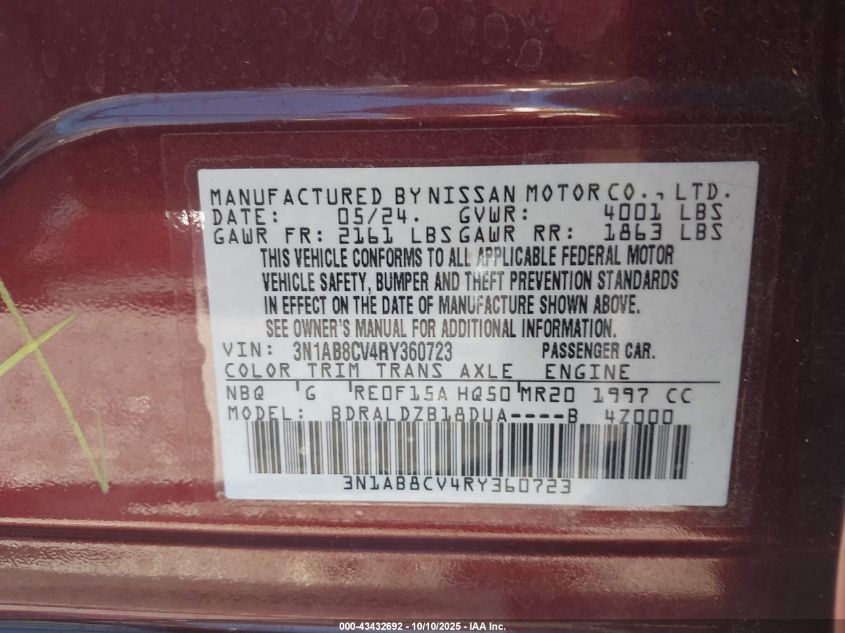 MANUFACTURED BY NISSAN MOTOR CO., LTD.
DATE: 05/24. GVWR: 4001 LBS
GAWR FR: 2161 LBS GAWR RR: 1863 LBS
THIS VEHICLE CONFORMS TO ALL APPLICABLE FEDERAL MOTOR
VEHICLE SAFETY, BUMPER AND THEFT PREVENTION STANDARDS
IN EFFECT ON THE DATE OF MANUFACTURE SHOWN ABOVE.
SEE OWNER'S MANUAL FOR ADDITIONAL INFORMATION.
VIN: 3N1AB8CV4RY360723 PASSENGER CAR.
COLOR TRIM TRANS AXLE ENGINE
NBQ G RE0F15A HQ50 MR20 1997 CC
MODEL: BDRALDZB18DUA----B 4Z000
3N1AB8CV4RY360723
000-43432692 - 10/10/2025 - IAA Inc.